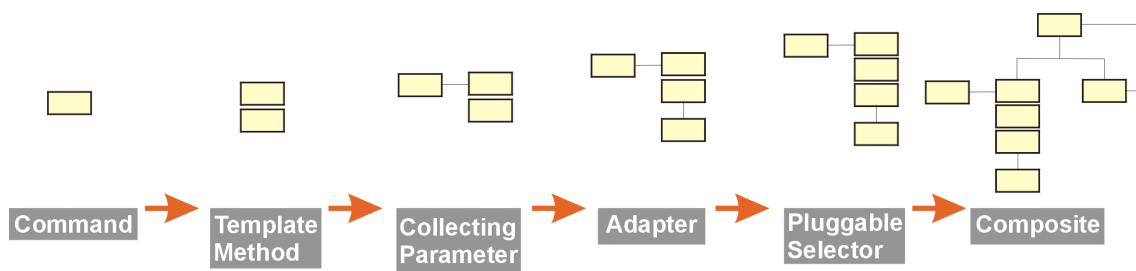 Command
Template
Method
Collecting
Parameter
Adapter
Pluggable
Selector
Composite